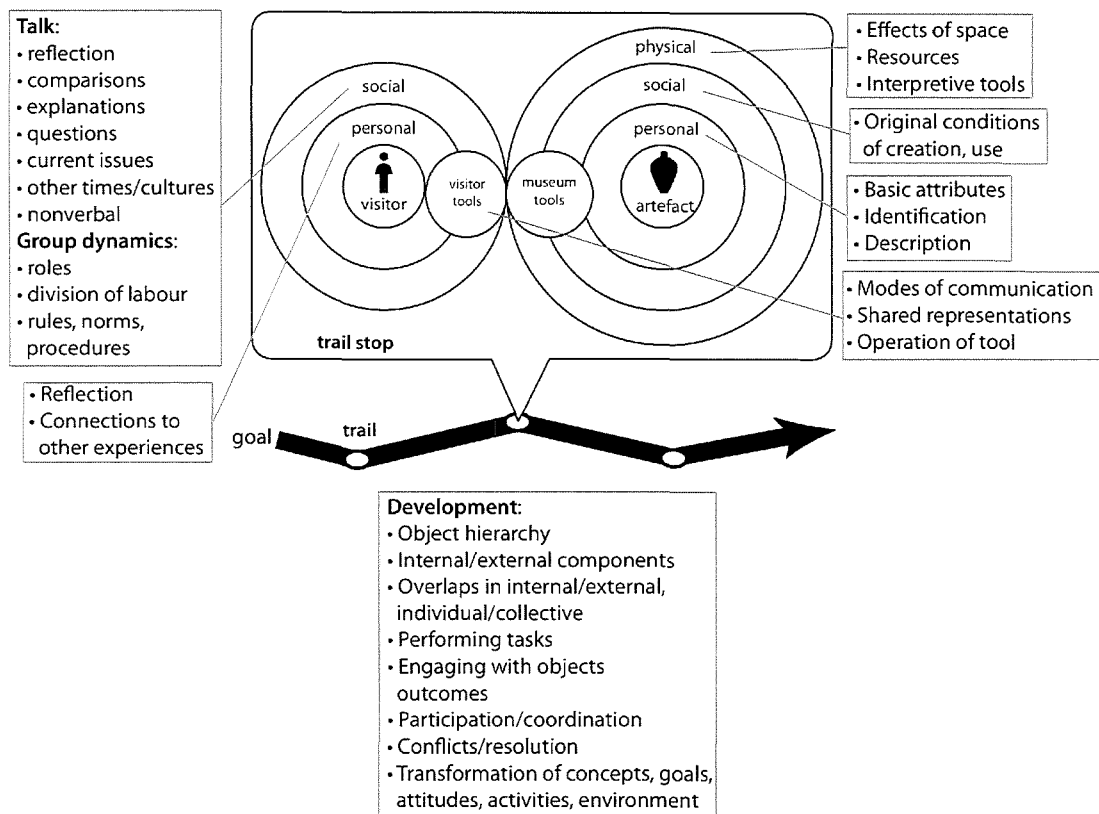 Talk:
• reflection
• comparisons
• explanations
• questions
• current issues
• other times/cultures
• nonverbal
Group dynamics:
• roles
• division of labour
• rules, norms,
procedures
• Reflection
• Connections to
other experiences
social
personal
visitor
visitor
tools
museum
tools
physical
social
personal
artefact
trail stop
• Effects of space
• Resources
• Interpretive tools
• Original conditions
of creation, use
• Basic attributes
• Identification
• Description
• Modes of communication
• Shared representations
• Operation of tool
goal
trail
Development:
• Object hierarchy
• Internal/external components
• Overlaps in internal/external,
individual/collective
• Performing tasks
• Engaging with objects
outcomes
• Participation/coordination
• Conflicts/resolution
• Transformation of concepts, goals,
attitudes, activities, environment